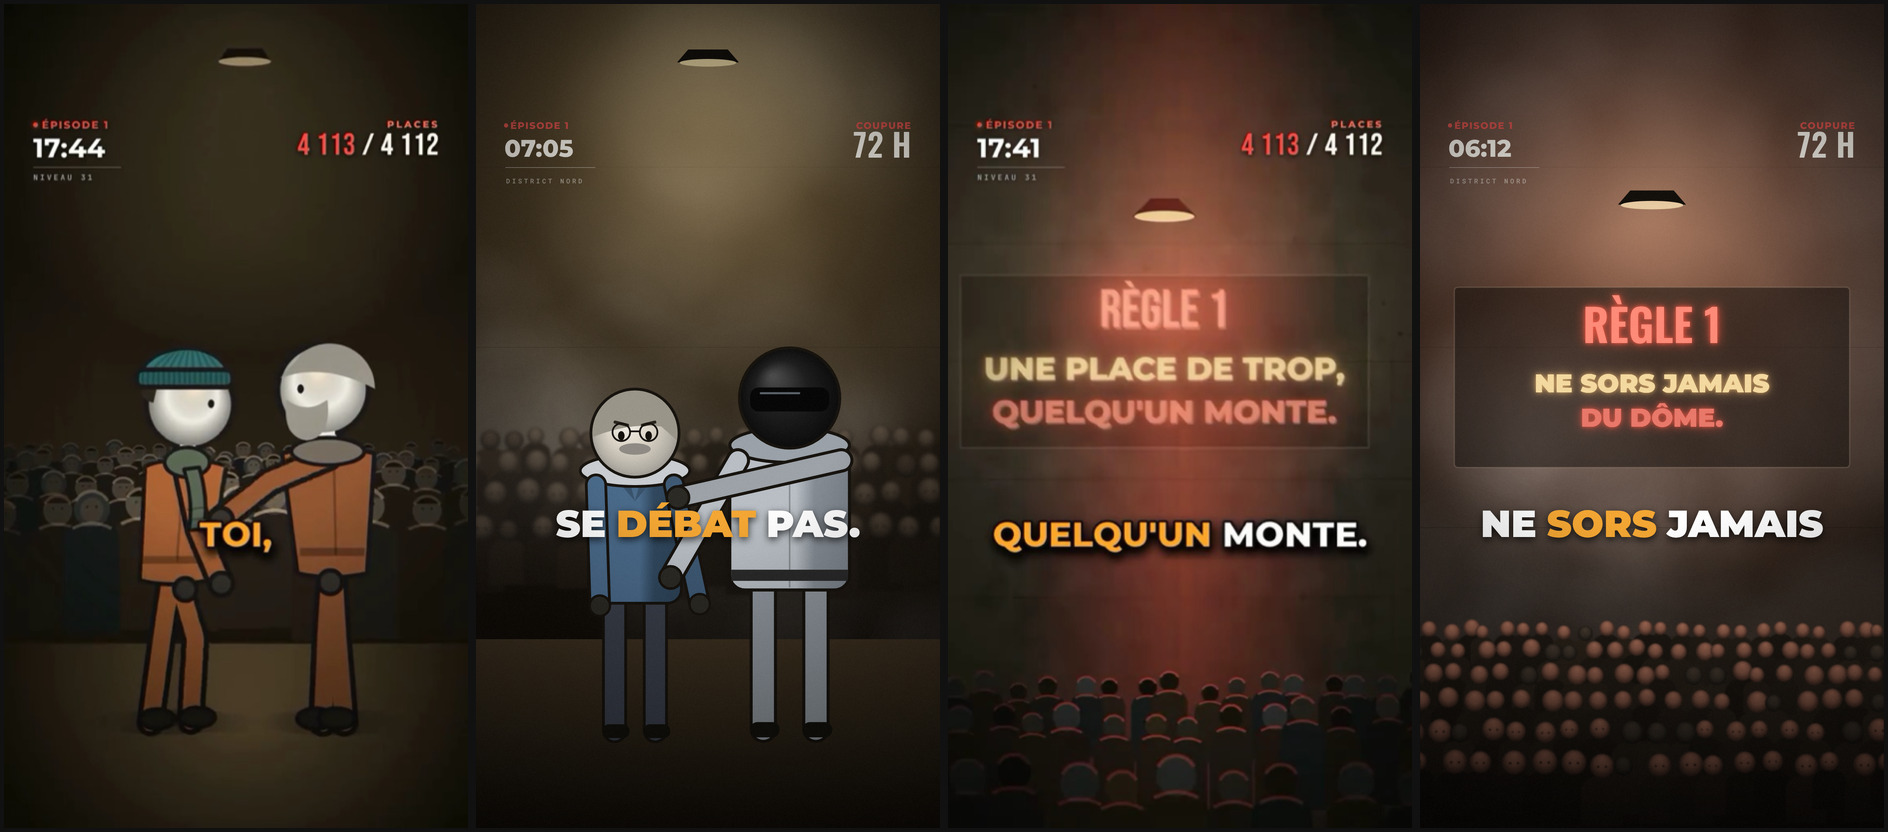 ÉPISODE 1
17:44
NIVEAU 31
PLACES
4 113 / 4 112
TOI,
ÉPISODE 1
07:05
DISTRICT NORD
COUPURE
72 H
SE DÉBAT PAS.
ÉPISODE 1
17:41
NIVEAU 31
PLACES
4 113 / 4 112
RÈGLE 1
UNE PLACE DE TROP,
QUELQU'UN MONTE.
QUELQU'UN MONTE.
ÉPISODE 1
06:12
DISTRICT NORD
COUPURE
72 H
RÈGLE 1
NE SORS JAMAIS
DU DÔME.
NE SORS JAMAIS